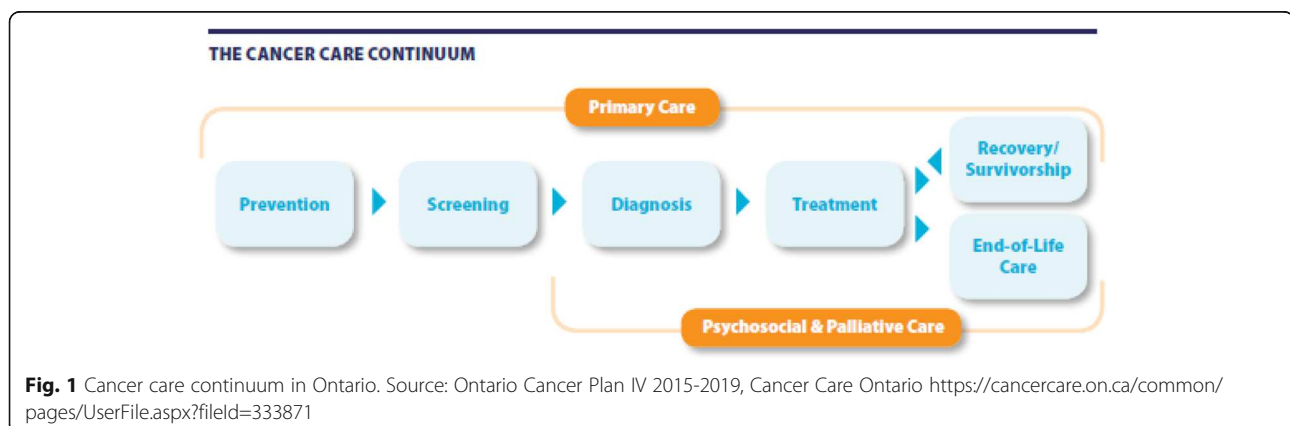 THE CANCER CARE CONTINUUM
Primary Care
Prevention
Screening
Diagnosis
Treatment
Recovery/
Survivorship
End-of-Life
Care
Psychosocial & Palliative Care
Fig. 1 Cancer care continuum in Ontario. Source: Ontario Cancer Plan IV 2015-2019, Cancer Care Ontario https://cancercare.on.ca/common/
pages/UserFile.aspx?fileId=333871